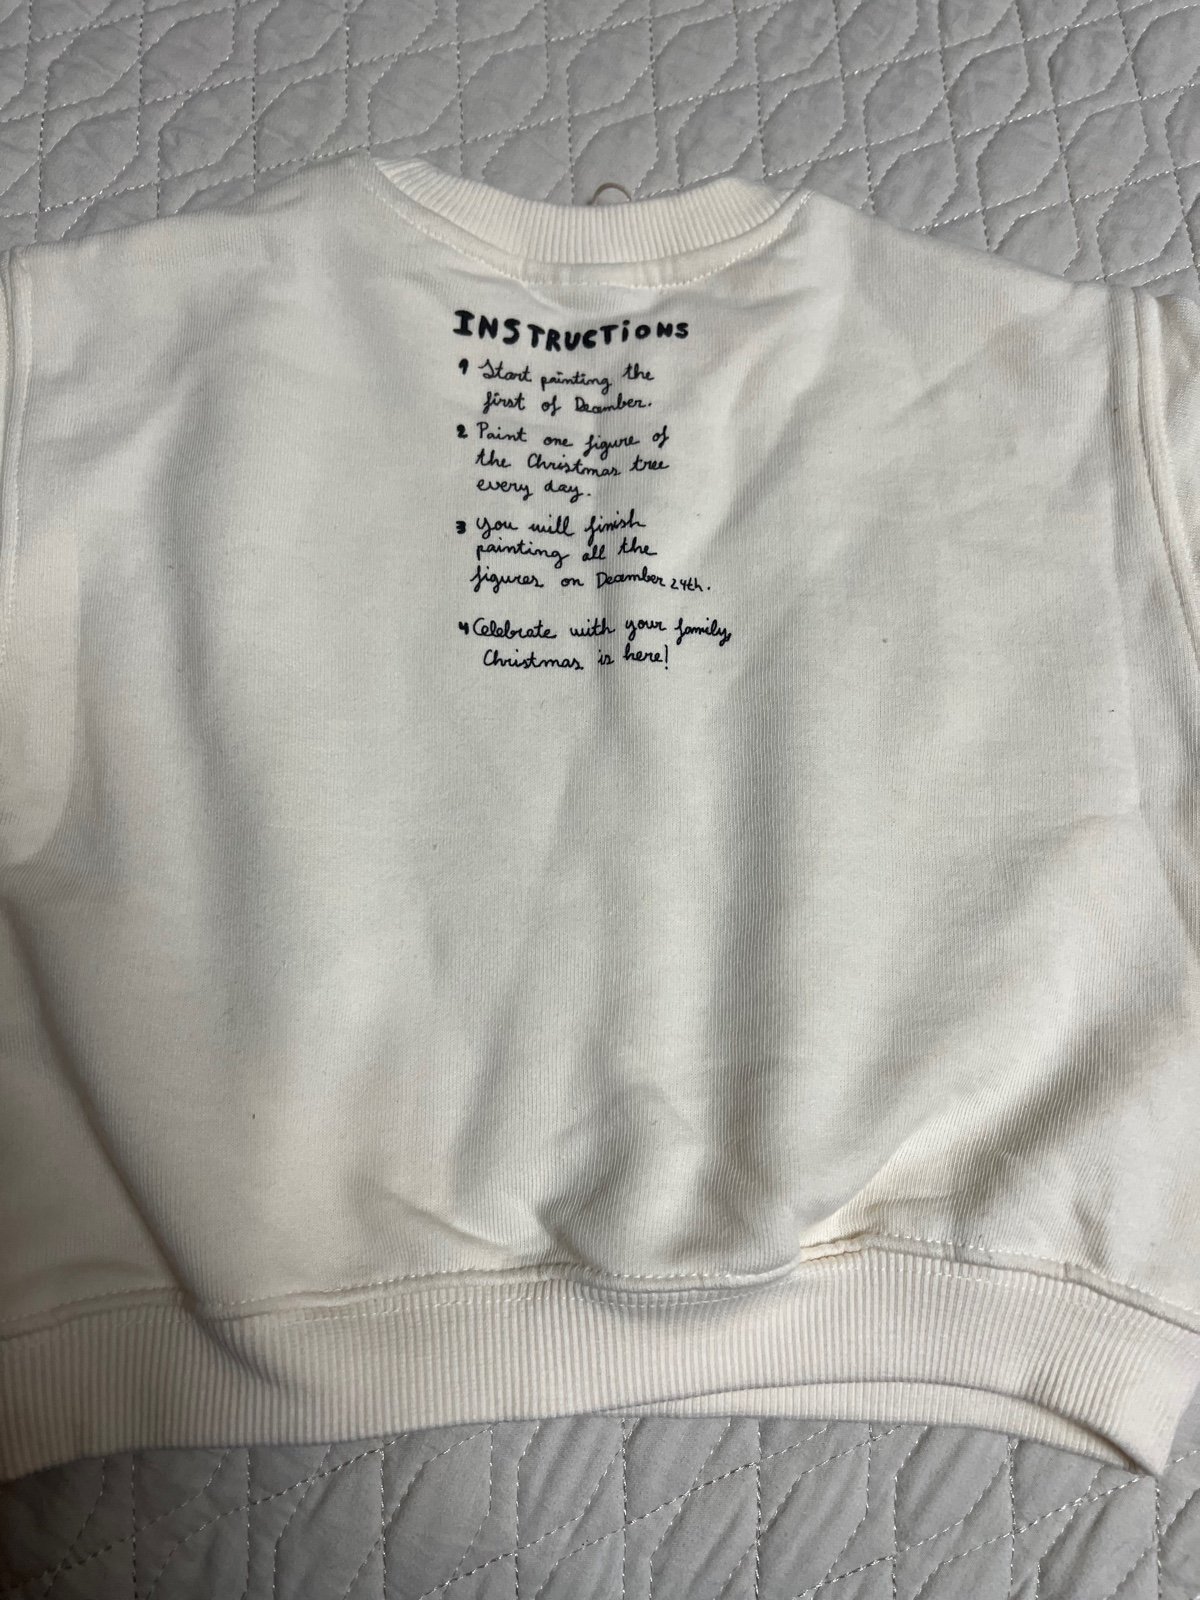 INSTRUCTiONS
1 Start painting the
first of December.
2 Paint one figure of
the Christmas tree
every day.
3 You will finish
painting all the
figures on December 24th.
4 Celebrate with your family,
Christmas is here!